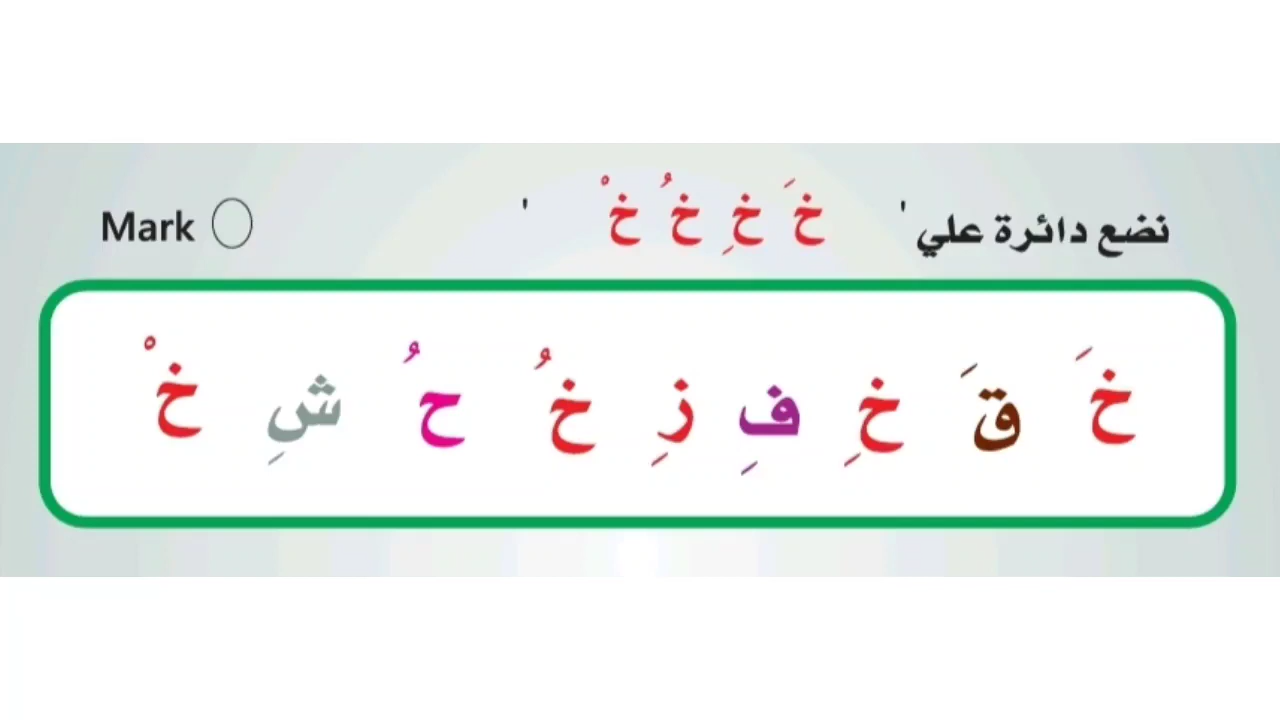 نضع دائرة علي ' خَ خِ خُ خْ ' Mark
خَ قَ خِ فِ زِ خُ حُ شِ خْ